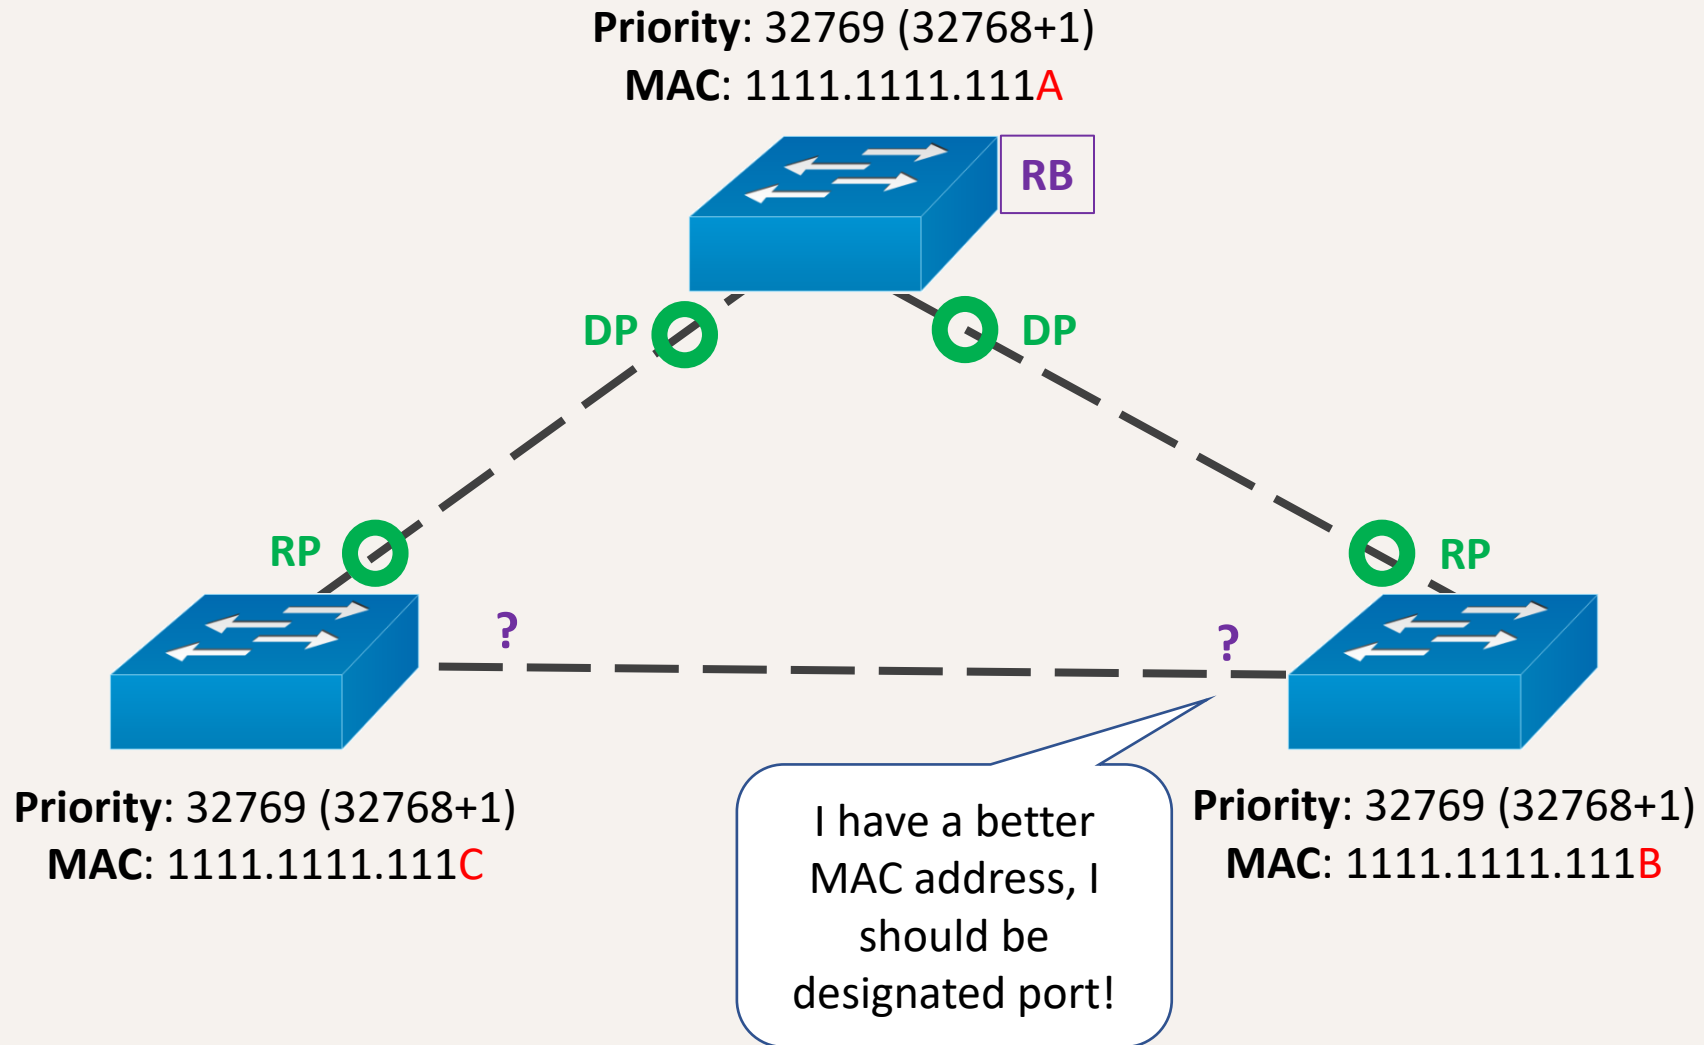 Priority: 32769 (32768+1)
MAC: 1111.1111.111A
RB
DP
DP
RP
RP
?
?
Priority: 32769 (32768+1)
MAC: 1111.1111.111C
I have a better
MAC address, I
should be
designated port!
Priority: 32769 (32768+1)
MAC: 1111.1111.111B